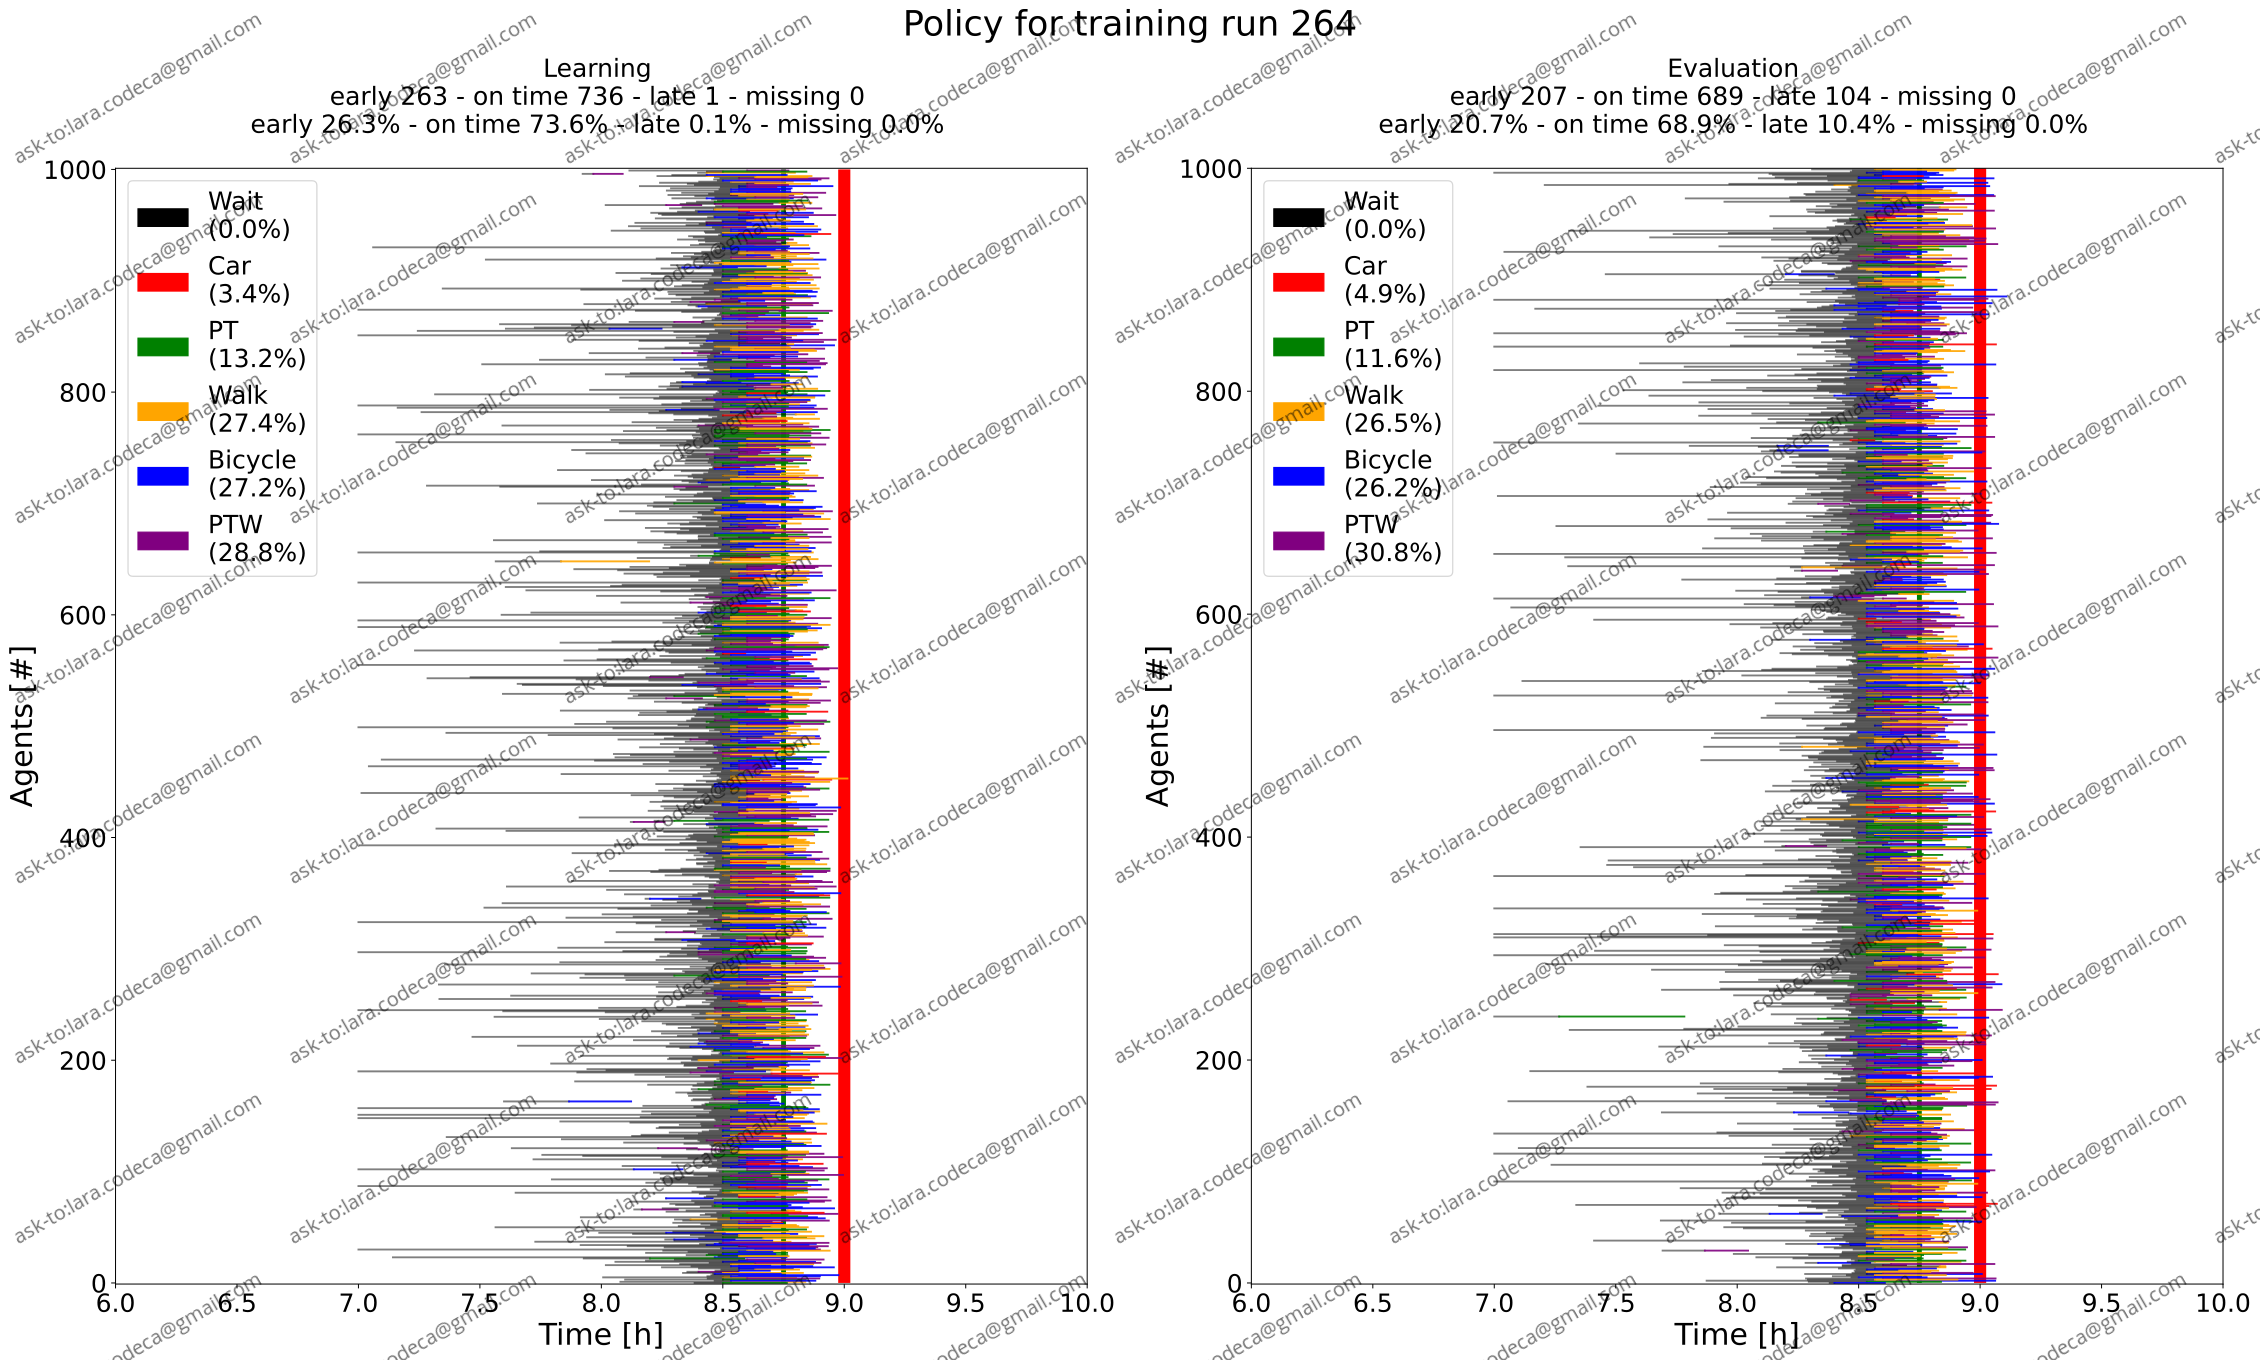 Policy for training run 264
Learning
early 263 - on time 736 - late 1 - missing 0
early 26.3% - on time 73.6% - late 0.1% - missing 0.0%
Evaluation
early 207 - on time 689 - late 104 - missing 0
early 20.7% - on time 68.9% - late 10.4% - missing 0.0%
Wait
(0.0%)
Car
(3.4%)
PT
(13.2%)
Walk
(27.4%)
Bicycle
(27.2%)
PTW
(28.8%)
1000
800
600
400
200
0
Agents [#]
6.0 6.5 7.0 7.5 8.0 8.5 9.0 9.5 10.0
Time [h]
Wait
(0.0%)
Car
(4.9%)
PT
(11.6%)
Walk
(26.5%)
Bicycle
(26.2%)
PTW
(30.8%)
1000
800
600
400
200
0
Agents [#]
6.0 6.5 7.0 7.5 8.0 8.5 9.0 9.5 10.0
Time [h]
ask-to:lara.codeca@gmail.com